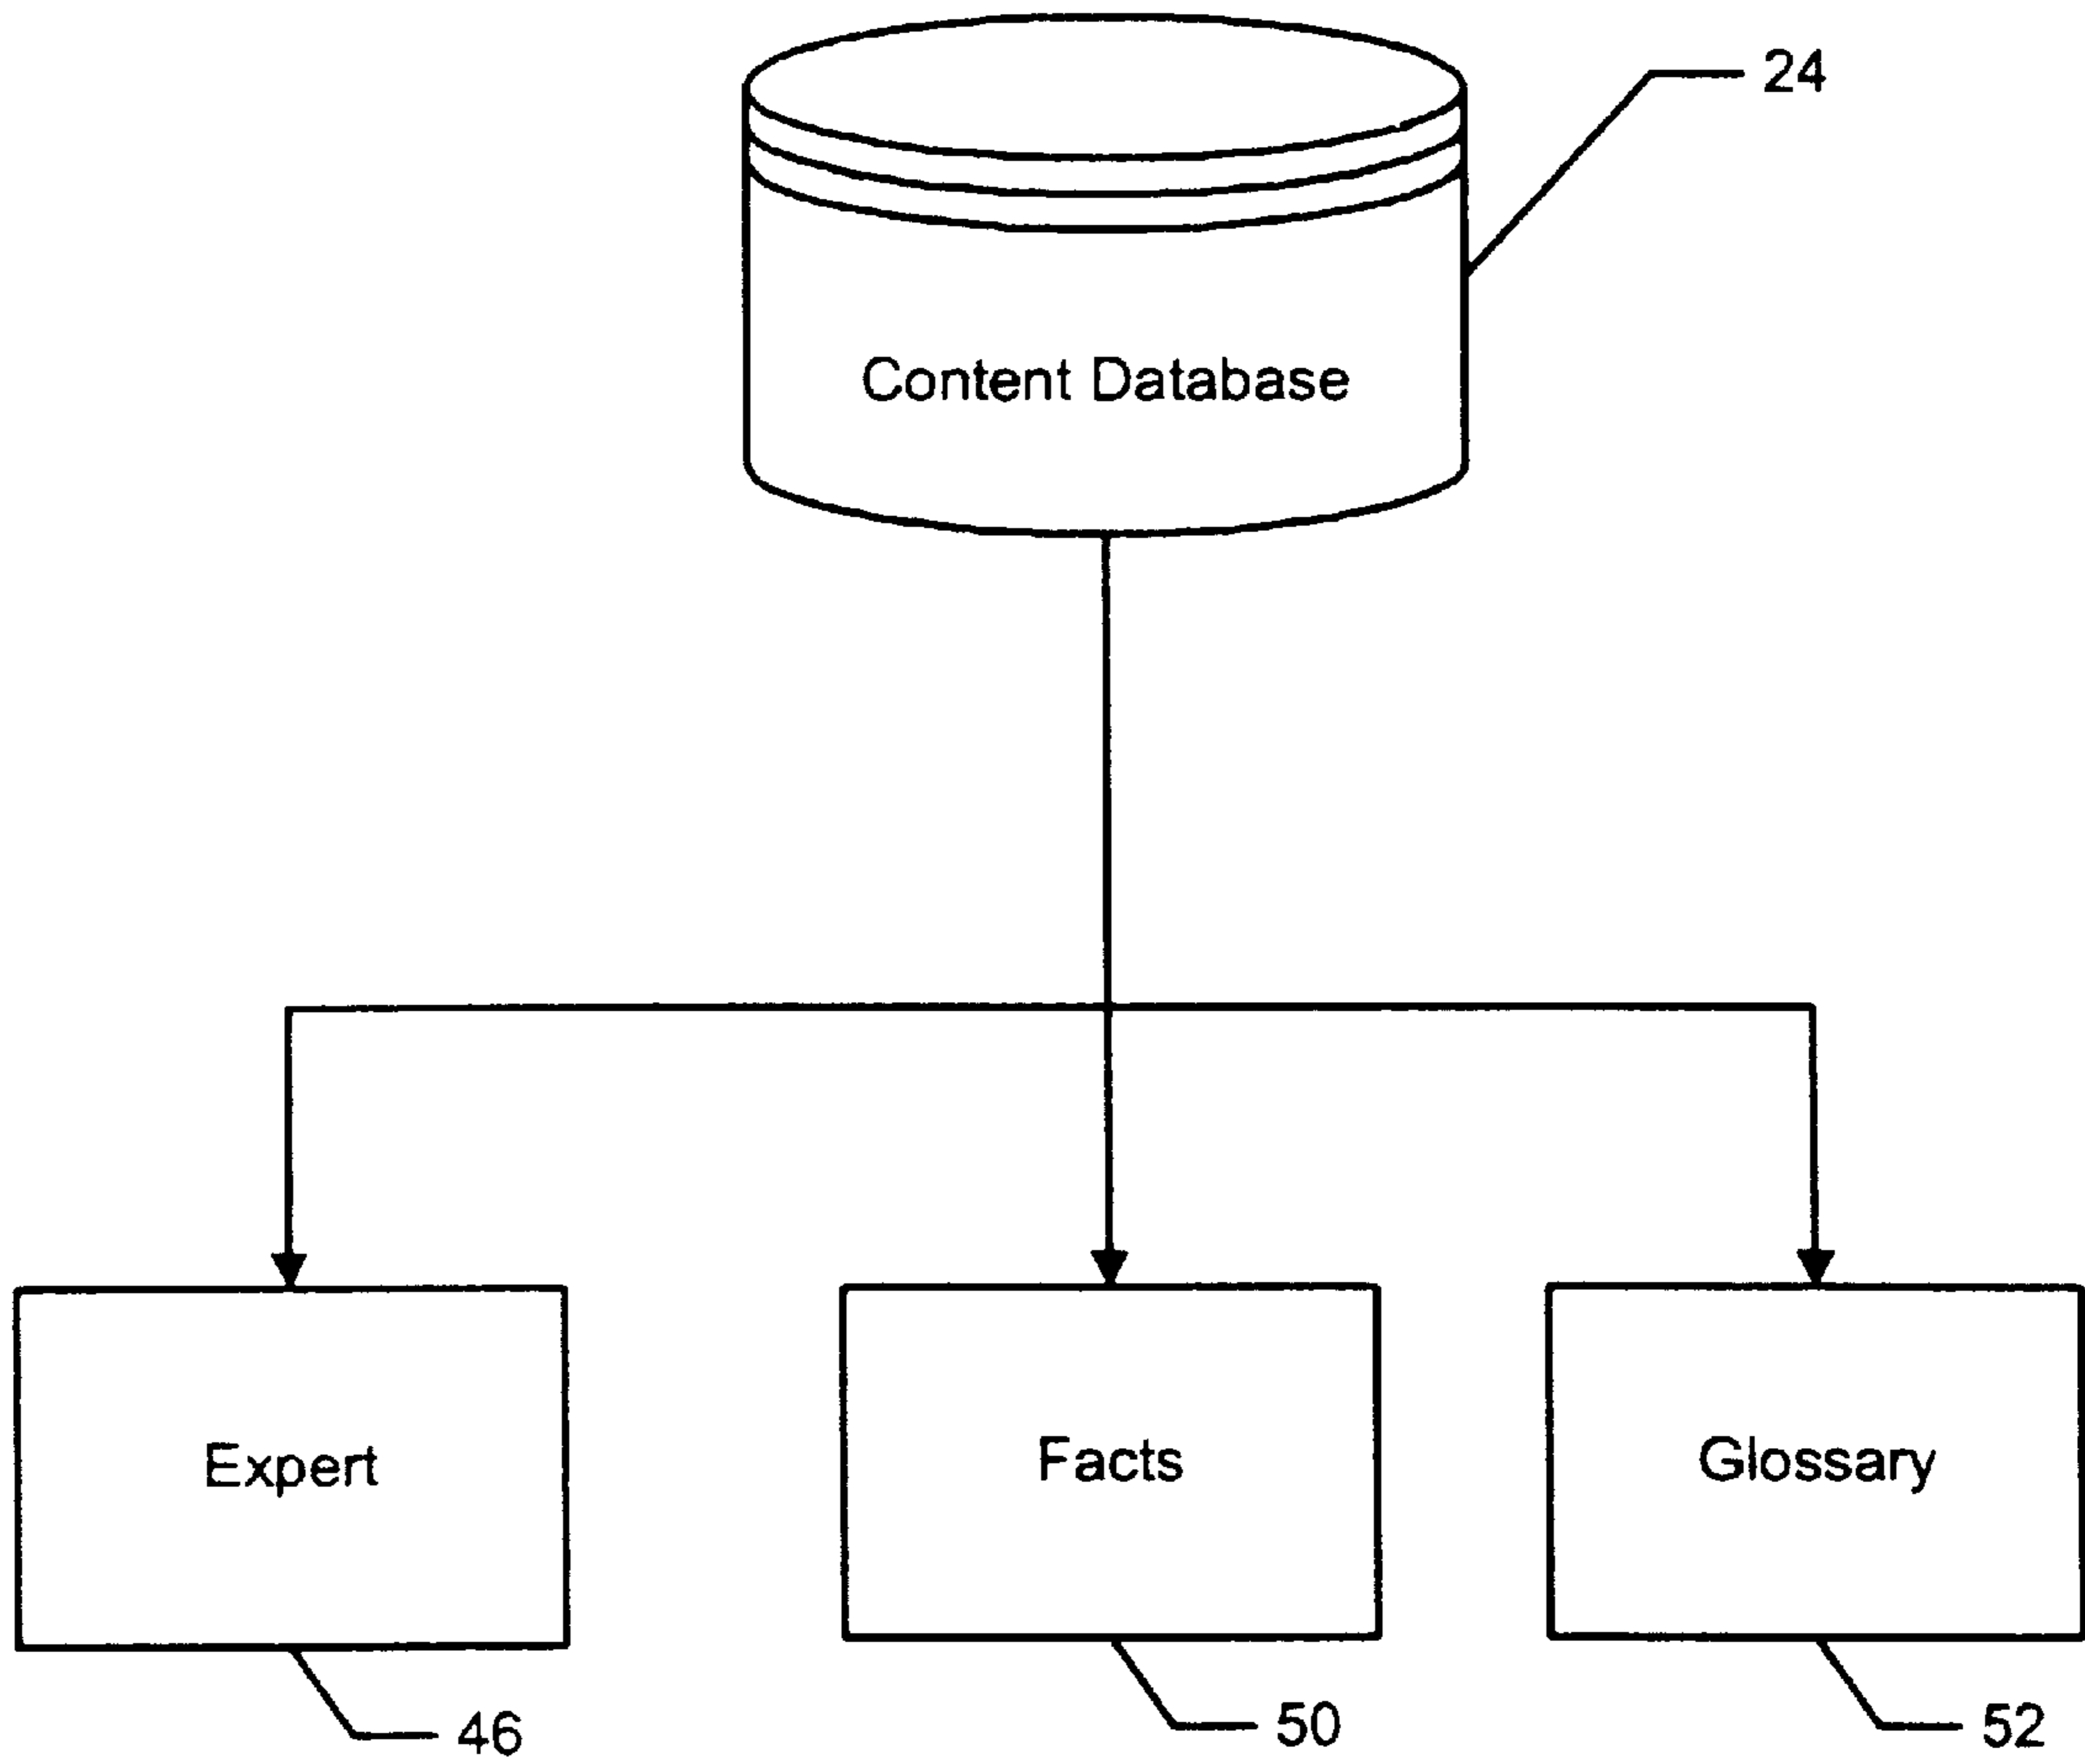 24
Content Database
Expert
Facts
Glossary
46
50
52